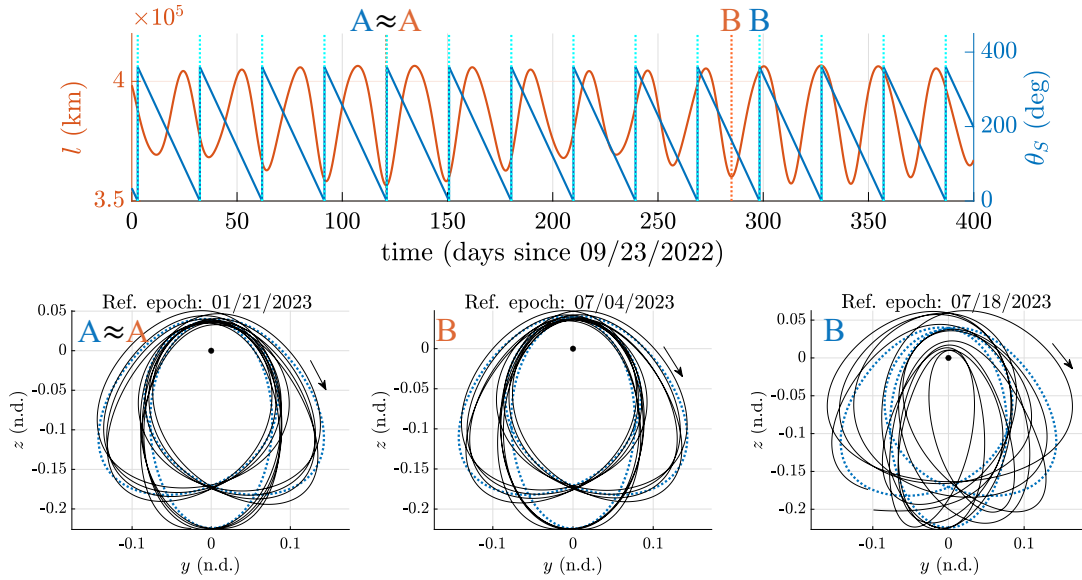 ×10⁵
A≈A
B B
4
3.5
l (km)
400
200
0
θ_S (deg)
0 50 100 150 200 250 300 350 400
time (days since 09/23/2022)
Ref. epoch: 01/21/2023
A≈A
0.05
0
-0.05
-0.1
-0.15
-0.2
z (n.d.)
-0.1 0 0.1
y (n.d.)
Ref. epoch: 07/04/2023
B
0.05
0
-0.05
-0.1
-0.15
-0.2
z (n.d.)
-0.1 0 0.1
y (n.d.)
Ref. epoch: 07/18/2023
B
0.05
0
-0.05
-0.1
-0.15
-0.2
z (n.d.)
-0.1 0 0.1
y (n.d.)